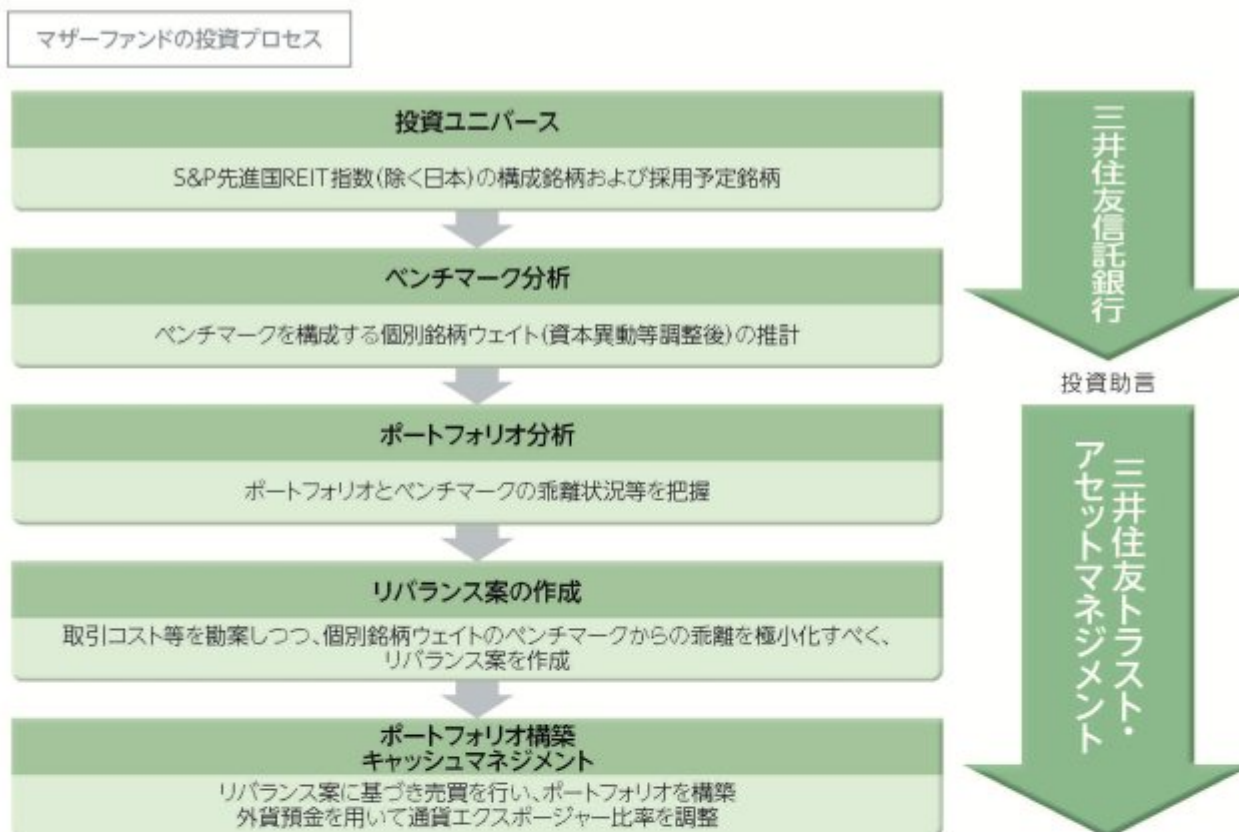 マザーファンドの投資プロセス
投資ユニバース
S&P先進国REIT指数(除く日本)の構成銘柄および採用予定銘柄
ベンチマーク分析
ベンチマークを構成する個別銘柄ウェイト(資本異動等調整後)の推計
ポートフォリオ分析
ポートフォリオとベンチマークの乖離状況等を把握
リバランス案の作成
取引コスト等を勘案しつつ、個別銘柄ウェイトのベンチマークからの乖離を極小化すべく、
リバランス案を作成
ポートフォリオ構築
キャッシュマネジメント
リバランス案に基づき売買を行い、ポートフォリオを構築
外貨預金を用いて通貨エクスポージャー比率を調整
三井住友信託銀行
投資助言
三井住友トラスト・
アセットマネジメント